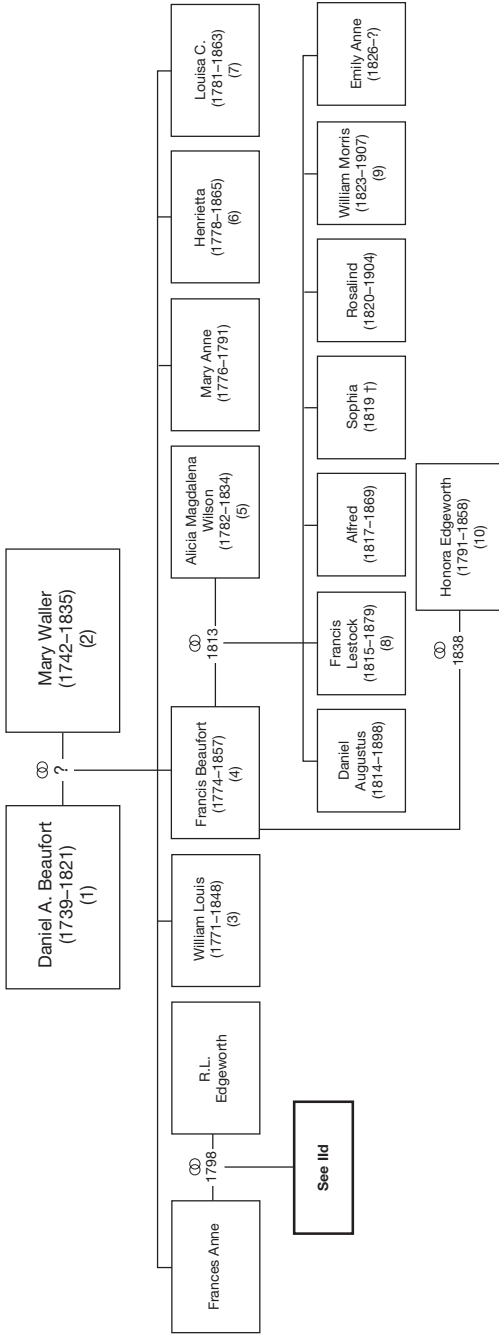 Daniel A. Beaufort
(1739–1821)
(1)
⚭
?
Mary Waller
(1742–1835)
(2)
Frances Anne
⚭
1798
R.L.
Edgeworth
See IId
William Louis
(1771–1848)
(3)
Francis Beaufort
(1774–1857)
(4)
⚭
1813
Alicia Magdalena
Wilson
(1782–1834)
(5)
Mary Anne
(1776–1791)
Henrietta
(1778–1865)
(6)
Louisa C.
(1781–1863)
(7)
Daniel
Augustus
(1814–1898)
Francis
Lestock
(1815–1879)
(8)
Alfred
(1817–1869)
Sophia
(1819 †)
Rosalind
(1820–1904)
William Morris
(1823–1907)
(9)
Emily Anne
(1826–?)
⚭
1838
Honora Edgeworth
(1791–1858)
(10)